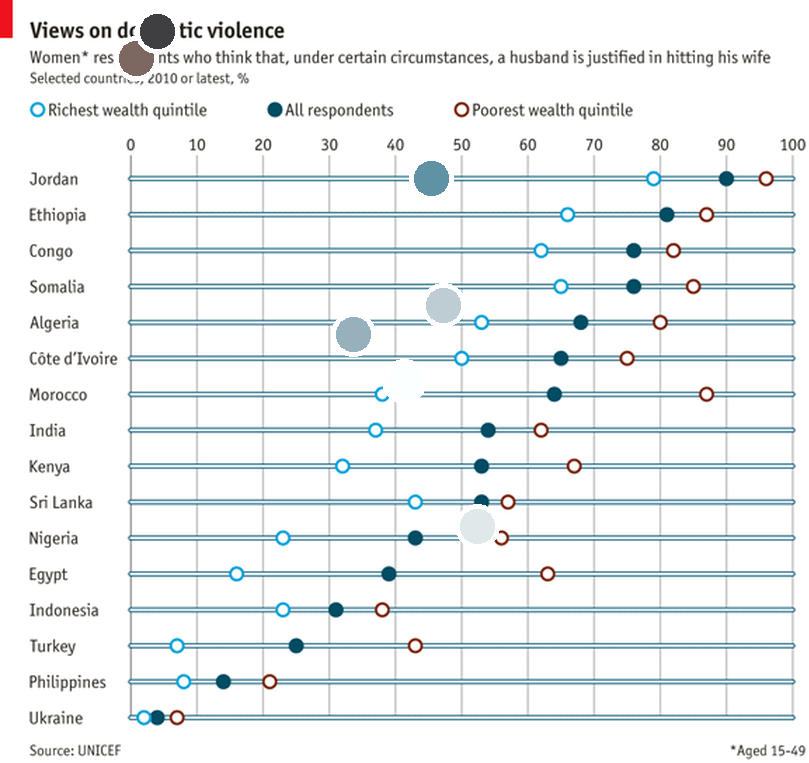 Views on tic violence
Women* nts who think that, under certain circumstances, a husband is justified in hitting his wife
Selected countries, 2010 or latest, %
Richest wealth quintile All respondents Poorest wealth quintile
0 10 20 30 40 50 60 70 80 90 100
Jordan
Ethiopia
Congo
Somalia
Algeria
Côte d'Ivoire
Morocco
India
Kenya
Sri Lanka
Nigeria
Egypt
Indonesia
Turkey
Philippines
Ukraine
Source: UNICEF *Aged 15-49